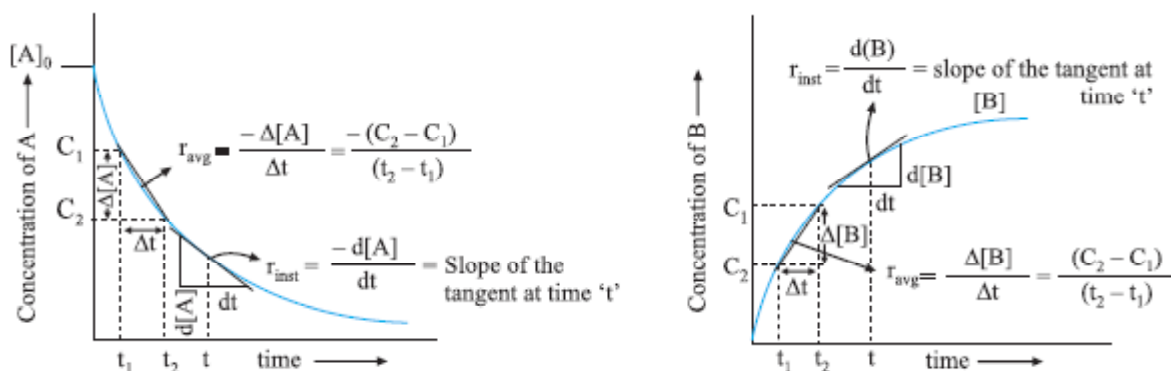 [A]₀
Concentration of A
C₁
C₂
Δ[A]
Δt
r_avg = -Δ[A]/Δt = -(C₂ – C₁)/(t₂ – t₁)
r_inst = -d[A]/dt = Slope of the
tangent at time ‘t’
d[A]
dt
t₁ t₂ t time
Concentration of B
r_inst = d(B)/dt = slope of the tangent at
time ‘t’
[B]
d[B]
dt
C₁
C₂
Δ[B]
Δt
r_avg = Δ[B]/Δt = (C₂ – C₁)/(t₂ – t₁)
t₁ t₂ t time